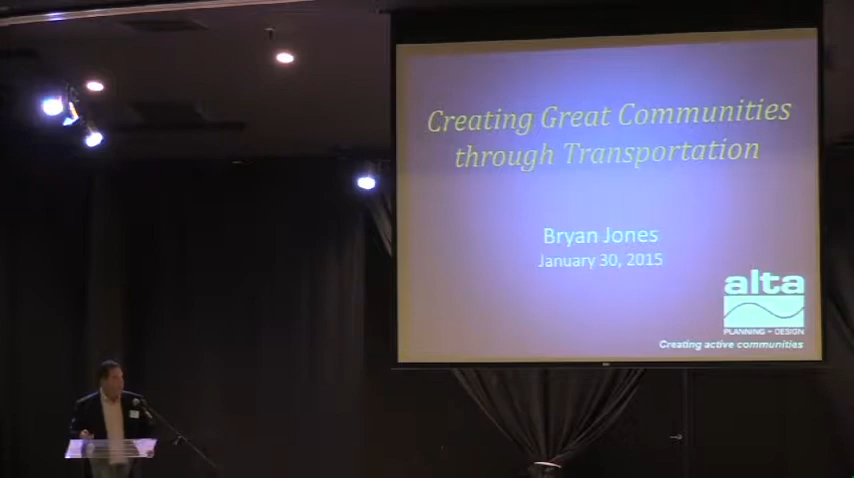 Creating Great Communities
through Transportation
Bryan Jones
January 30, 2015
alta
PLANNING + DESIGN
Creating active communities